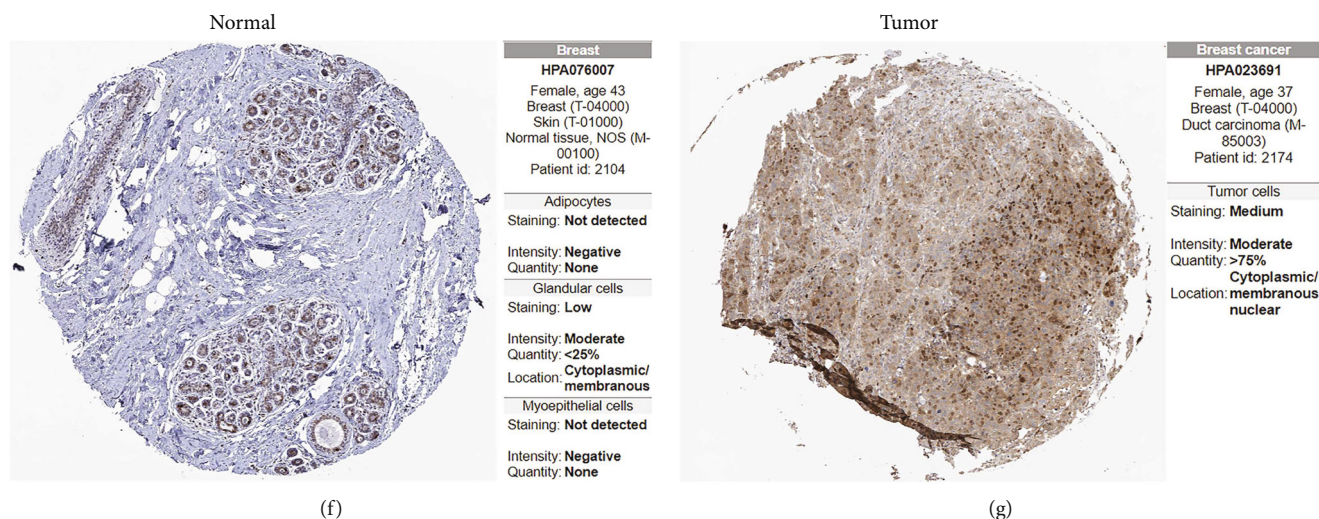 Normal
Breast
HPA076007
Female, age 43
Breast (T-04000)
Skin (T-01000)
Normal tissue, NOS (M-
00100)
Patient id: 2104
Adipocytes
Staining: Not detected
Intensity: Negative
Quantity: None
Glandular cells
Staining: Low
Intensity: Moderate
Quantity: <25%
Location: Cytoplasmic/
membranous
Myoepithelial cells
Staining: Not detected
Intensity: Negative
Quantity: None
(f)
Tumor
Breast cancer
HPA023691
Female, age 37
Breast (T-04000)
Duct carcinoma (M-
85003)
Patient id: 2174
Tumor cells
Staining: Medium
Intensity: Moderate
Quantity: >75%
Cytoplasmic/
Location: membranous
nuclear
(g)